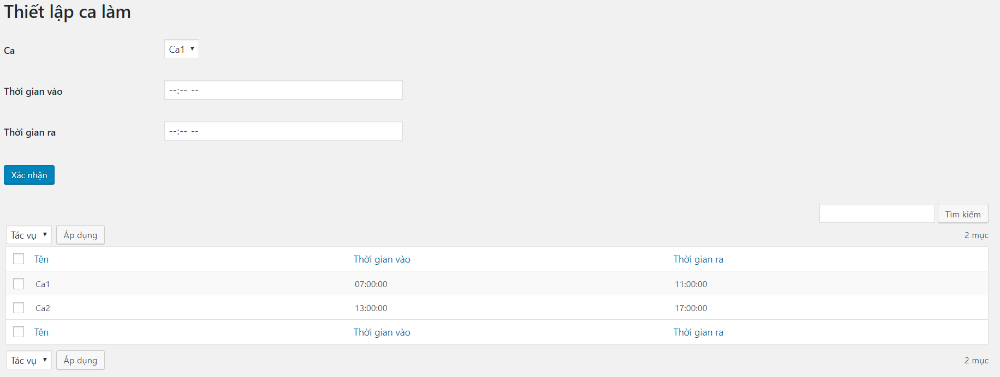 Thiết lập ca làm
Ca Ca1
Thời gian vào --:-- --
Thời gian ra --:-- --
Xác nhận
Tìm kiếm
Tác vụ Áp dụng 2 mục
Tên Thời gian vào Thời gian ra
Ca1 07:00:00 11:00:00
Ca2 13:00:00 17:00:00
Tên Thời gian vào Thời gian ra
Tác vụ Áp dụng 2 mục